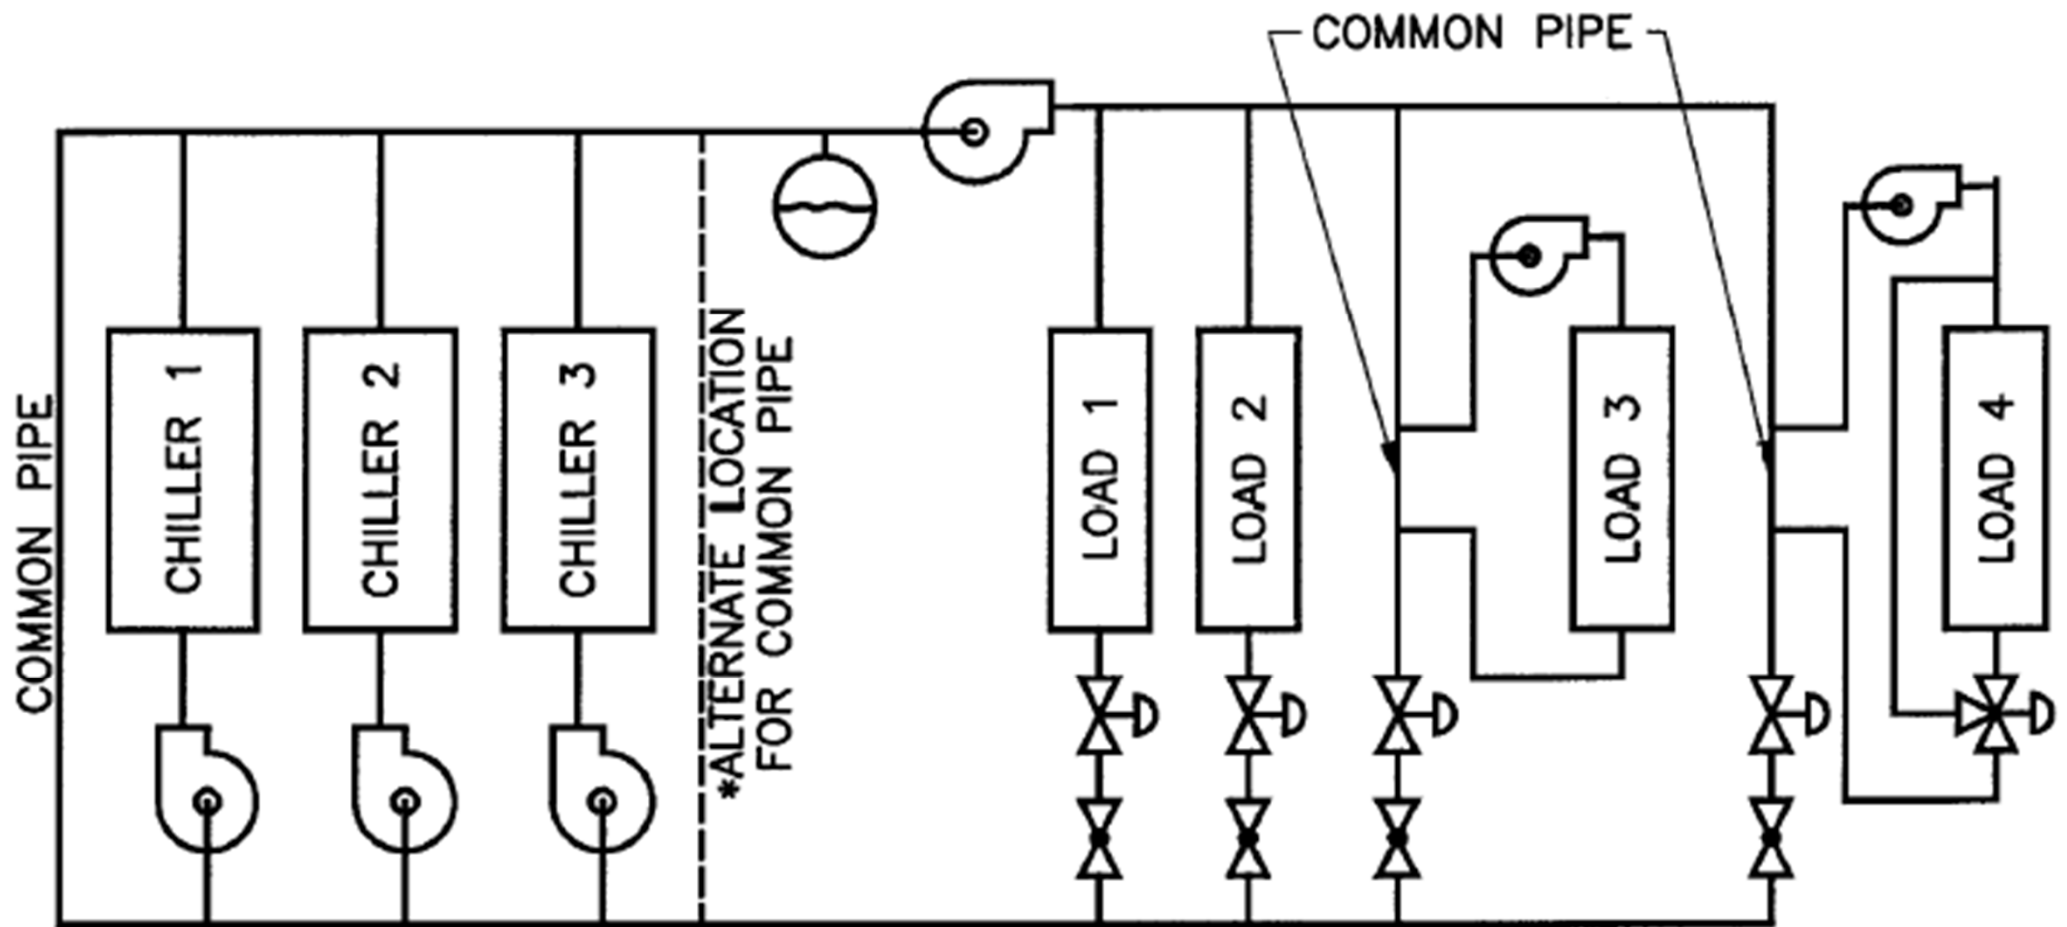 COMMON PIPE
COMMON PIPE
CHILLER 1
CHILLER 2
CHILLER 3
*ALTERNATE LOCATION
FOR COMMON PIPE
LOAD 1
LOAD 2
LOAD 3
LOAD 4